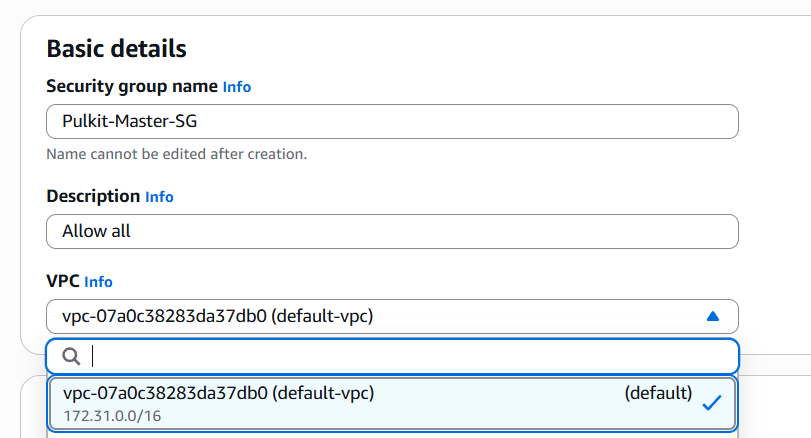 Basic details
Security group name Info
Pulkit-Master-SG
Name cannot be edited after creation.
Description Info
Allow all
VPC Info
vpc-07a0c38283da37db0 (default-vpc)
vpc-07a0c38283da37db0 (default-vpc) (default)
172.31.0.0/16